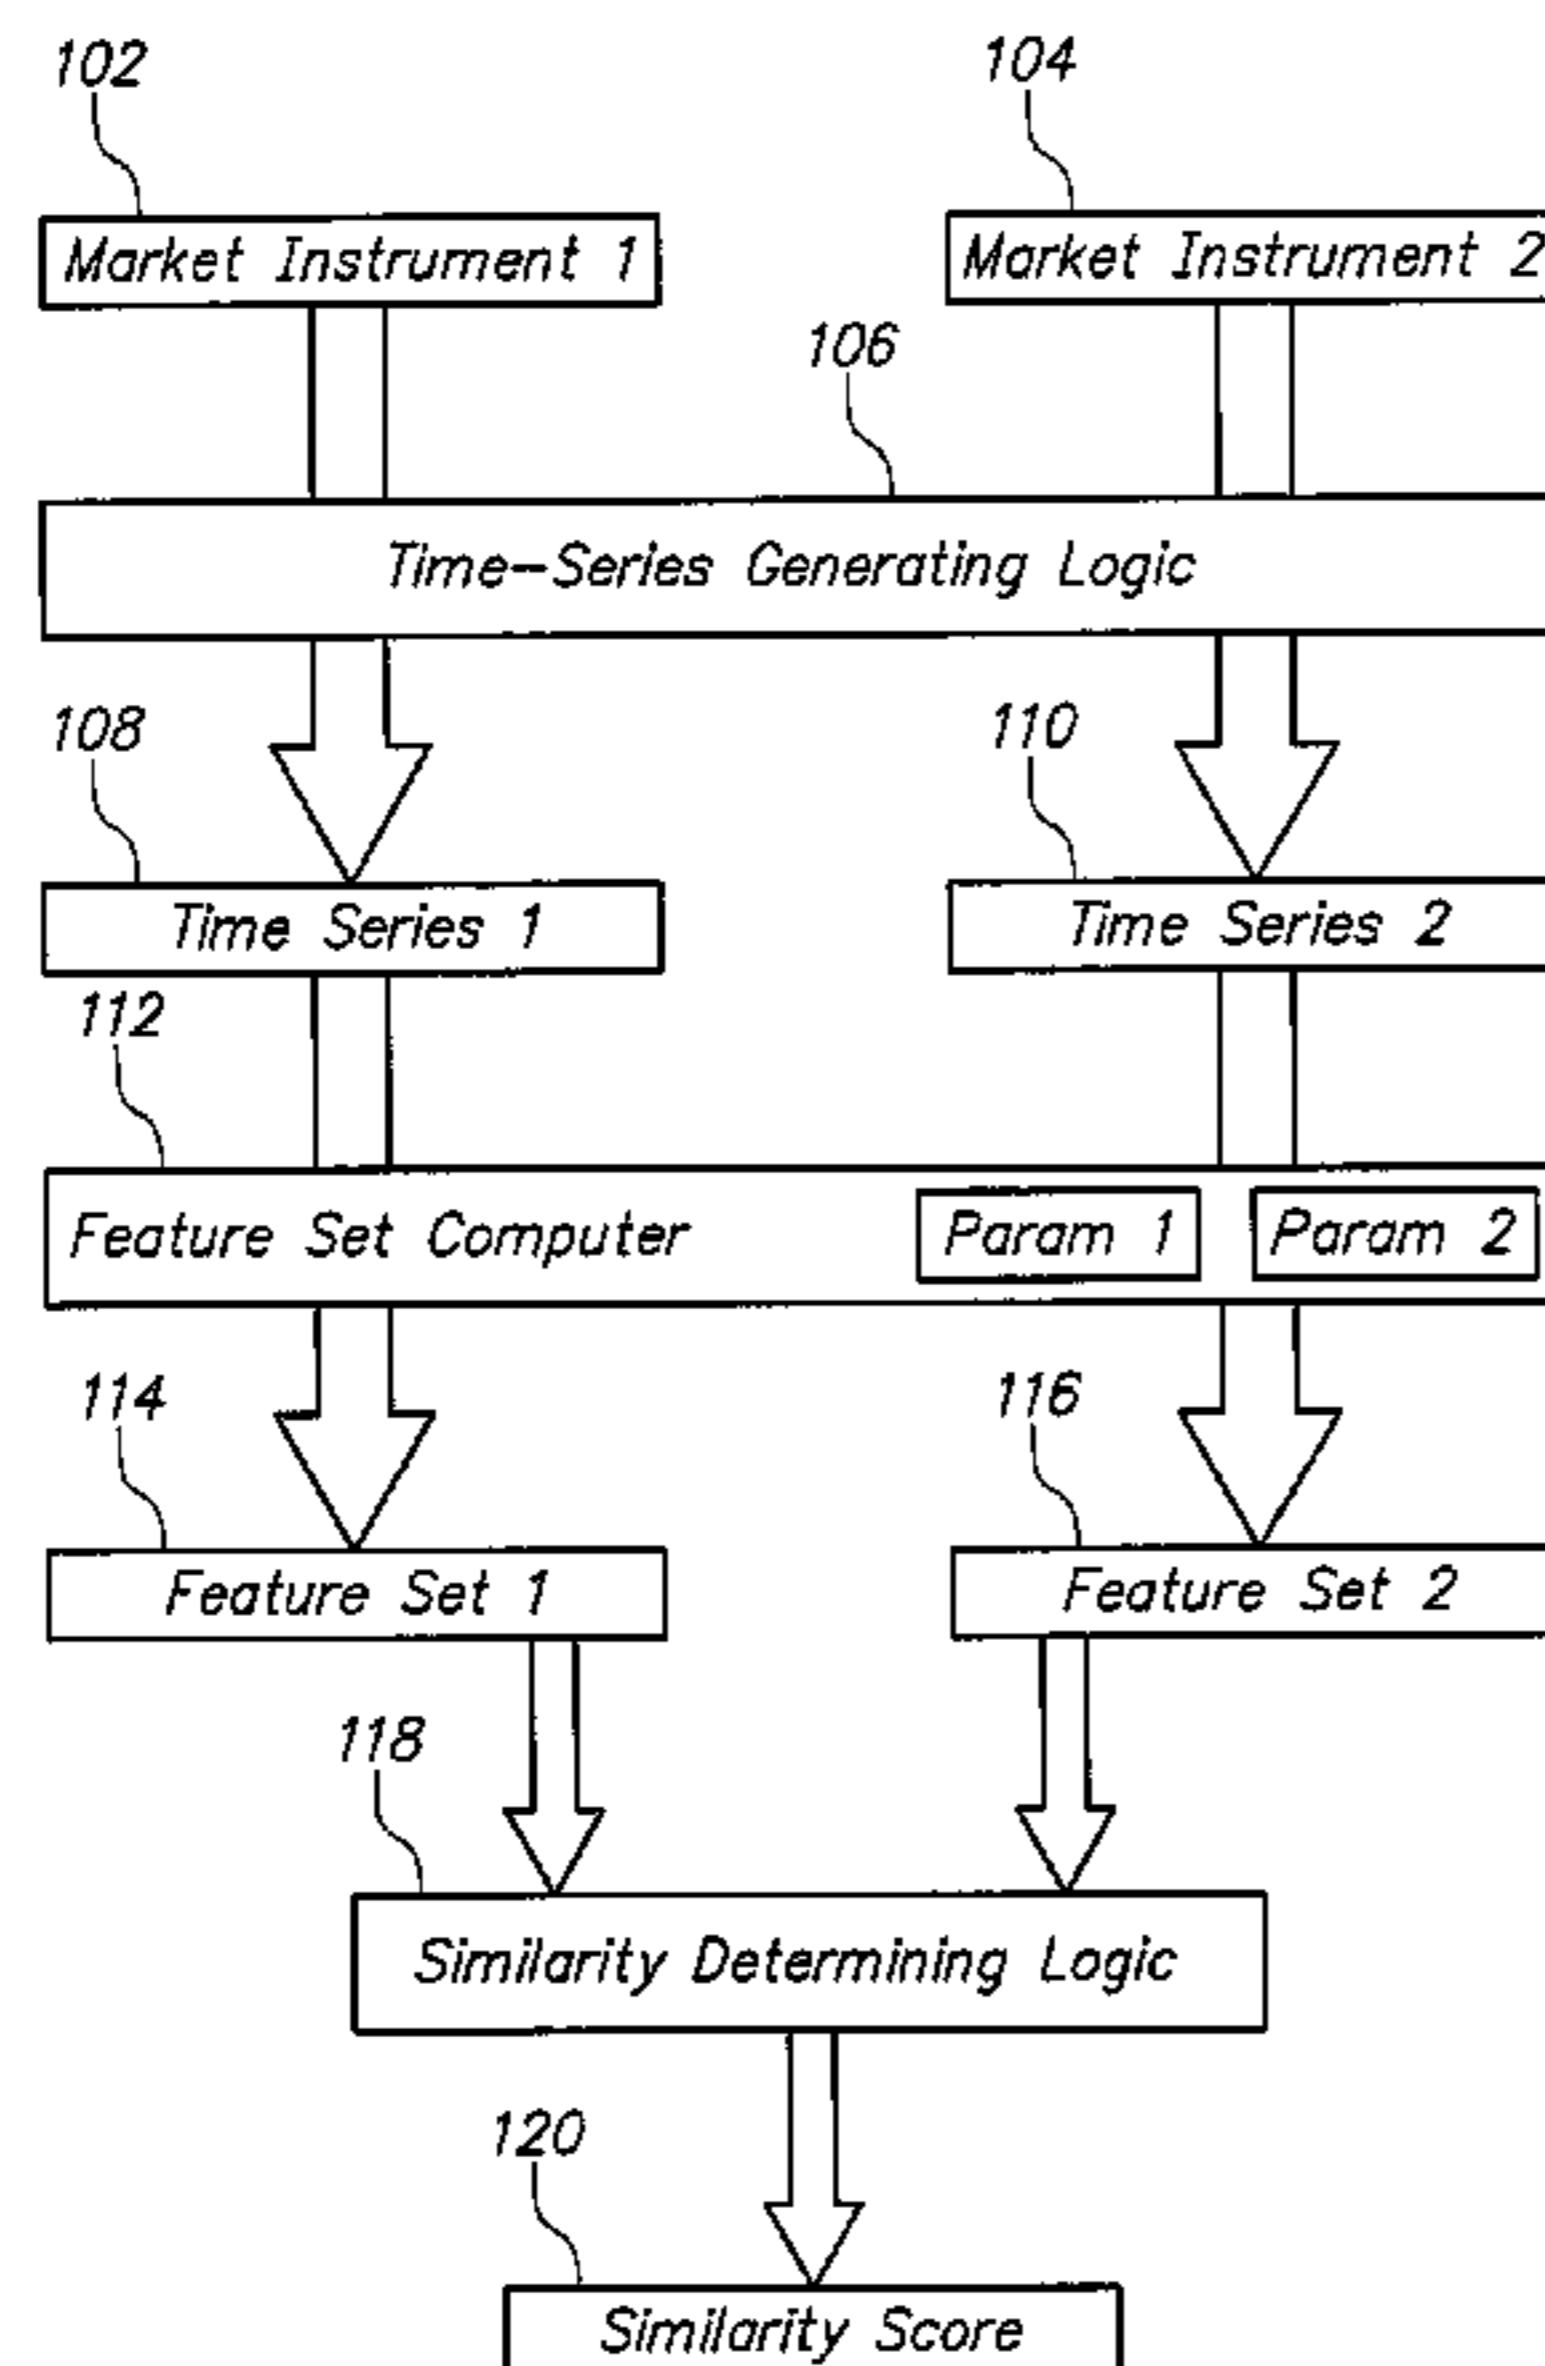 102
104
Market Instrument 1
Market Instrument 2
106
Time-Series Generating Logic
108
110
Time Series 1
Time Series 2
112
Feature Set Computer
Param 1
Param 2
114
116
Feature Set 1
Feature Set 2
118
Similarity Determining Logic
120
Similarity Score